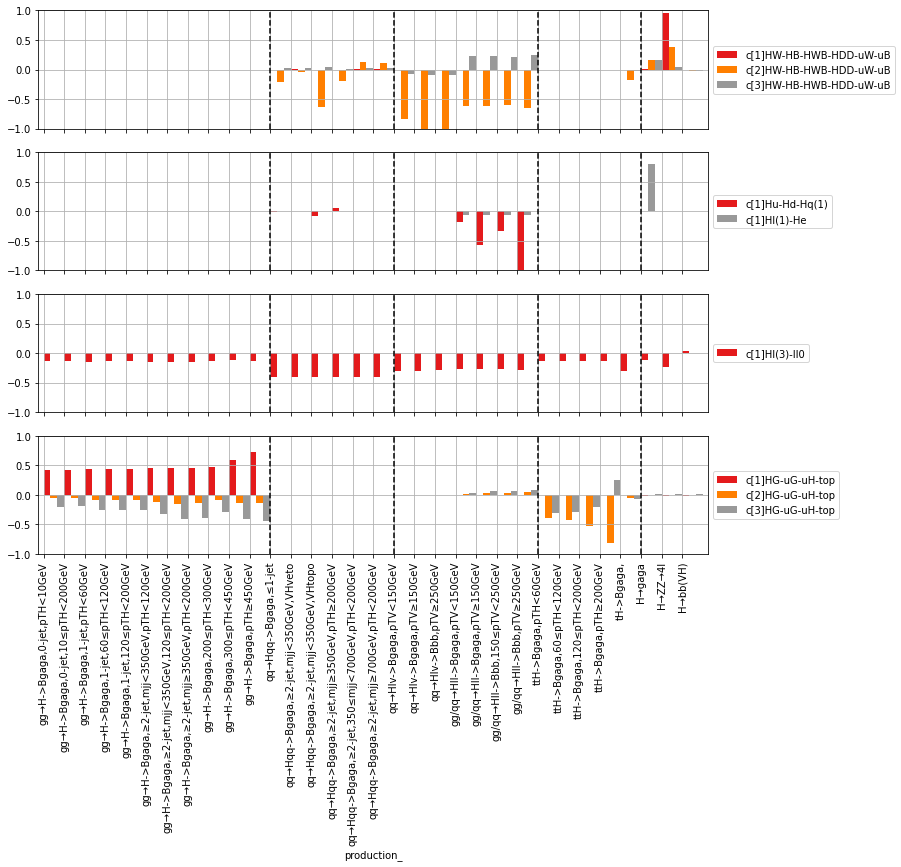 1.0
0.5
0.0
−0.5
−1.0
c[1]HW-HB-HWB-HDD-uW-uB
c[2]HW-HB-HWB-HDD-uW-uB
c[3]HW-HB-HWB-HDD-uW-uB
1.0
0.5
0.0
−0.5
−1.0
c[1]Hu-Hd-Hq(1)
c[1]Hl(1)-He
1.0
0.5
0.0
−0.5
−1.0
c[1]Hl(3)-ll0
1.0
0.5
0.0
−0.5
−1.0
c[1]HG-uG-uH-top
c[2]HG-uG-uH-top
c[3]HG-uG-uH-top
gg→H->Bgaga,0-jet,pTH<10GeV
gg→H->Bgaga,0-jet,10≤pTH<200GeV
gg→H->Bgaga,1-jet,pTH<60GeV
gg→H->Bgaga,1-jet,60≤pTH<120GeV
gg→H->Bgaga,1-jet,120≤pTH<200GeV
gg→H->Bgaga,≥2-jet,mjj<350GeV,pTH<120GeV
gg→H->Bgaga,≥2-jet,mjj<350GeV,120≤pTH<200GeV
gg→H->Bgaga,≥2-jet,mjj≥350GeV,pTH<200GeV
gg→H->Bgaga,200≤pTH<300GeV
gg→H->Bgaga,300≤pTH<450GeV
gg→H->Bgaga,pTH≥450GeV
qq→Hqq->Bgaga,≤1-jet
qq→Hqq->Bgaga,≥2-jet,mjj<350GeV,VHveto
qq→Hqq->Bgaga,≥2-jet,mjj<350GeV,VHtopo
qq→Hqq->Bgaga,≥2-jet,mjj≥350GeV,pTH≥200GeV
qq→Hqq->Bgaga,≥2-jet,350≤mjj<700GeV,pTH<200GeV
qq→Hqq->Bgaga,≥2-jet,mjj≥700GeV,pTH<200GeV
qq→Hlv->Bgaga,pTV<150GeV
qq→Hlv->Bgaga,pTV≥150GeV
qq→Hlv->Bbb,pTV≥250GeV
gg/qq→Hll->Bgaga,pTV<150GeV
gg/qq→Hll->Bgaga,pTV≥150GeV
gg/qq→Hll->Bbb,150≤pTV<250GeV
gg/qq→Hll->Bbb,pTV≥250GeV
ttH->Bgaga,pTH<60GeV
ttH->Bgaga,60≤pTH<120GeV
ttH->Bgaga,120≤pTH<200GeV
ttH->Bgaga,pTH≥200GeV
tH->Bgaga.
H→gaga
H→ZZ→4l
H→bb(VH)
production_